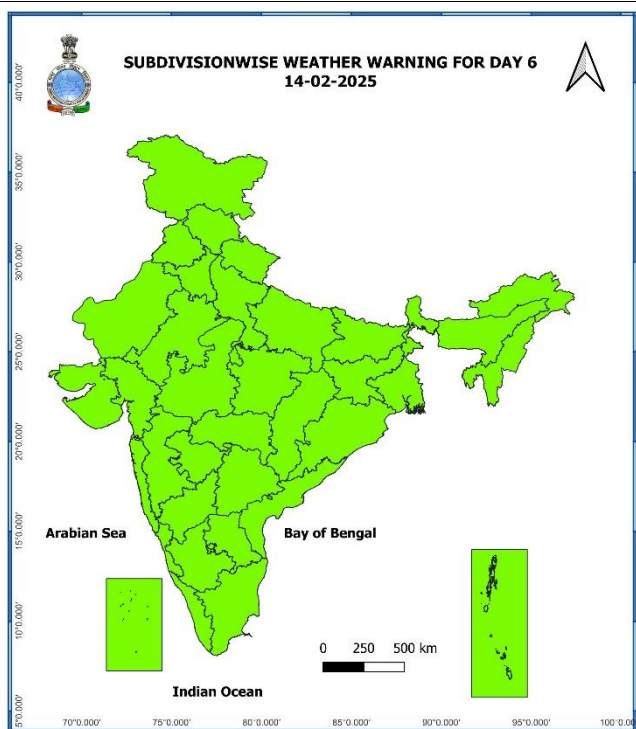 SUBDIVISIONWISE WEATHER WARNING FOR DAY 6
14-02-2025
40°0.000'
35°0.000'
30°0.000'
25°0.000'
20°0.000'
15°0.000'
10°0.000'
5°0.000'
Arabian Sea
Bay of Bengal
0 250 500 km
Indian Ocean
70°0.000' 75°0.000' 80°0.000' 85°0.000' 90°0.000' 95°0.000' 100°0.000'